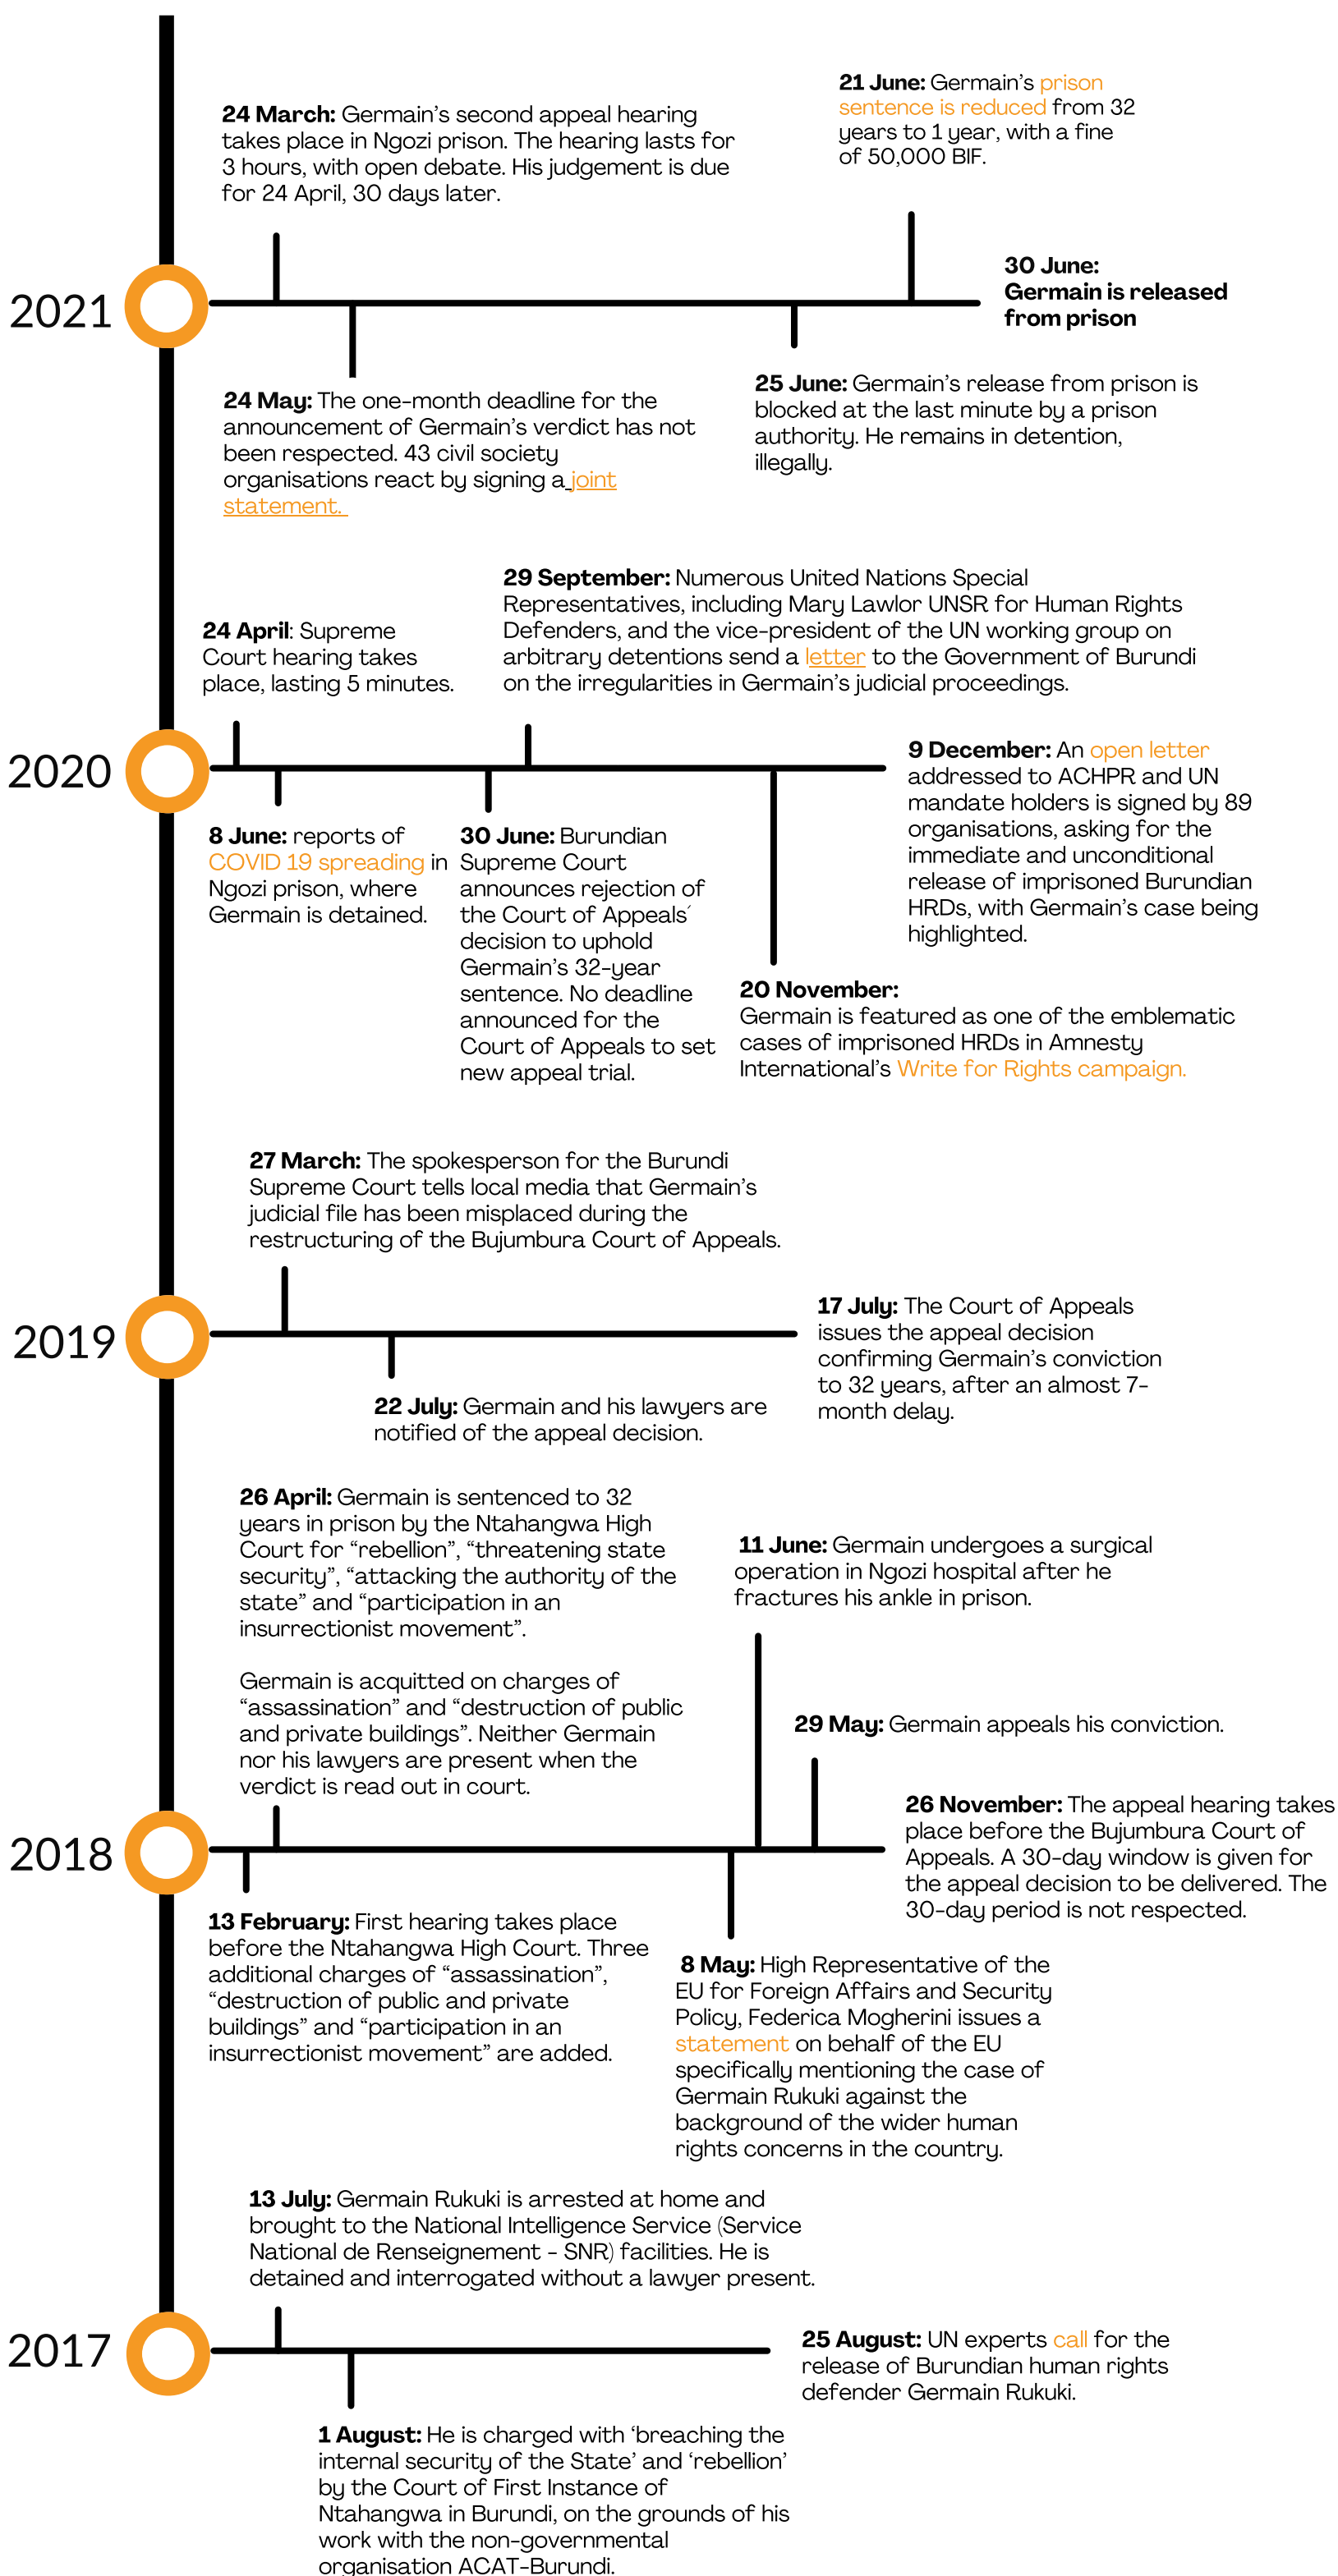 24 March: Germain's second appeal hearing
takes place in Ngozi prison. The hearing lasts for
3 hours, with open debate. His judgement is due
for 24 April, 30 days later.
21 June: Germain's prison
sentence is reduced from 32
years to 1 year, with a fine
of 50,000 BIF.
30 June:
Germain is released
from prison
2021
24 May: The one-month deadline for the
announcement of Germain's verdict has not
been respected. 43 civil society
organisations react by signing a joint
statement.
25 June: Germain's release from prison is
blocked at the last minute by a prison
authority. He remains in detention,
illegally.
24 April: Supreme
Court hearing takes
place, lasting 5 minutes.
29 September: Numerous United Nations Special
Representatives, including Mary Lawlor UNSR for Human Rights
Defenders, and the vice-president of the UN working group on
arbitrary detentions send a letter to the Government of Burundi
on the irregularities in Germain's judicial proceedings.
2020
8 June: reports of
COVID 19 spreading in
Ngozi prison, where
Germain is detained.
30 June: Burundian
Supreme Court
announces rejection of
the Court of Appeals´
decision to uphold
Germain's 32-year
sentence. No deadline
announced for the
Court of Appeals to set
new appeal trial.
9 December: An open letter
addressed to ACHPR and UN
mandate holders is signed by 89
organisations, asking for the
immediate and unconditional
release of imprisoned Burundian
HRDs, with Germain's case being
highlighted.
20 November:
Germain is featured as one of the emblematic
cases of imprisoned HRDs in Amnesty
International's Write for Rights campaign.
27 March: The spokesperson for the Burundi
Supreme Court tells local media that Germain's
judicial file has been misplaced during the
restructuring of the Bujumbura Court of Appeals.
2019
17 July: The Court of Appeals
issues the appeal decision
confirming Germain's conviction
to 32 years, after an almost 7-
month delay.
22 July: Germain and his lawyers are
notified of the appeal decision.
26 April: Germain is sentenced to 32
years in prison by the Ntahangwa High
Court for "rebellion", "threatening state
security", "attacking the authority of the
state" and "participation in an
insurrectionist movement".
Germain is acquitted on charges of
"assassination" and "destruction of public
and private buildings". Neither Germain
nor his lawyers are present when the
verdict is read out in court.
11 June: Germain undergoes a surgical
operation in Ngozi hospital after he
fractures his ankle in prison.
29 May: Germain appeals his conviction.
2018
26 November: The appeal hearing takes
place before the Bujumbura Court of
Appeals. A 30-day window is given for
the appeal decision to be delivered. The
30-day period is not respected.
13 February: First hearing takes place
before the Ntahangwa High Court. Three
additional charges of "assassination",
"destruction of public and private
buildings" and "participation in an
insurrectionist movement" are added.
8 May: High Representative of the
EU for Foreign Affairs and Security
Policy, Federica Mogherini issues a
statement on behalf of the EU
specifically mentioning the case of
Germain Rukuki against the
background of the wider human
rights concerns in the country.
13 July: Germain Rukuki is arrested at home and
brought to the National Intelligence Service (Service
National de Renseignement - SNR) facilities. He is
detained and interrogated without a lawyer present.
2017
25 August: UN experts call for the
release of Burundian human rights
defender Germain Rukuki.
1 August: He is charged with 'breaching the
internal security of the State' and 'rebellion'
by the Court of First Instance of
Ntahangwa in Burundi, on the grounds of his
work with the non-governmental
organisation ACAT-Burundi.